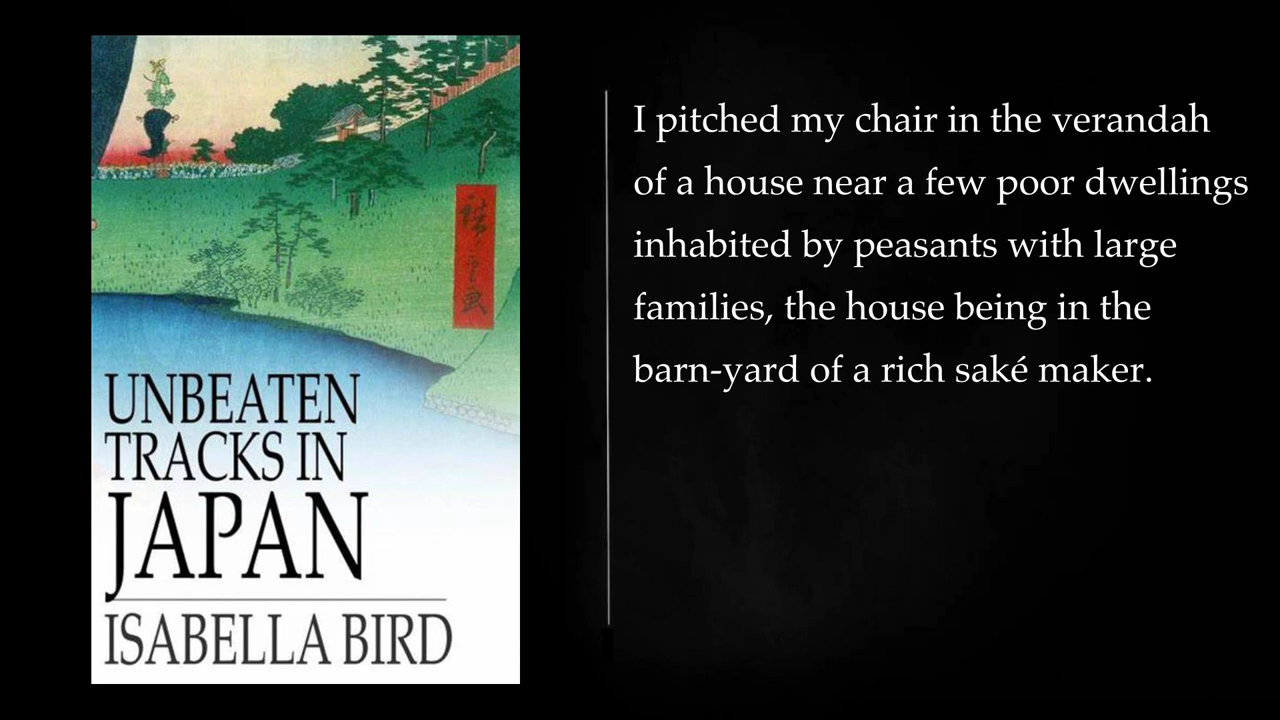 UNBEATEN
TRACKS IN
JAPAN
ISABELLA BIRD
I pitched my chair in the verandah
of a house near a few poor dwellings
inhabited by peasants with large
families, the house being in the
barn-yard of a rich saké maker.